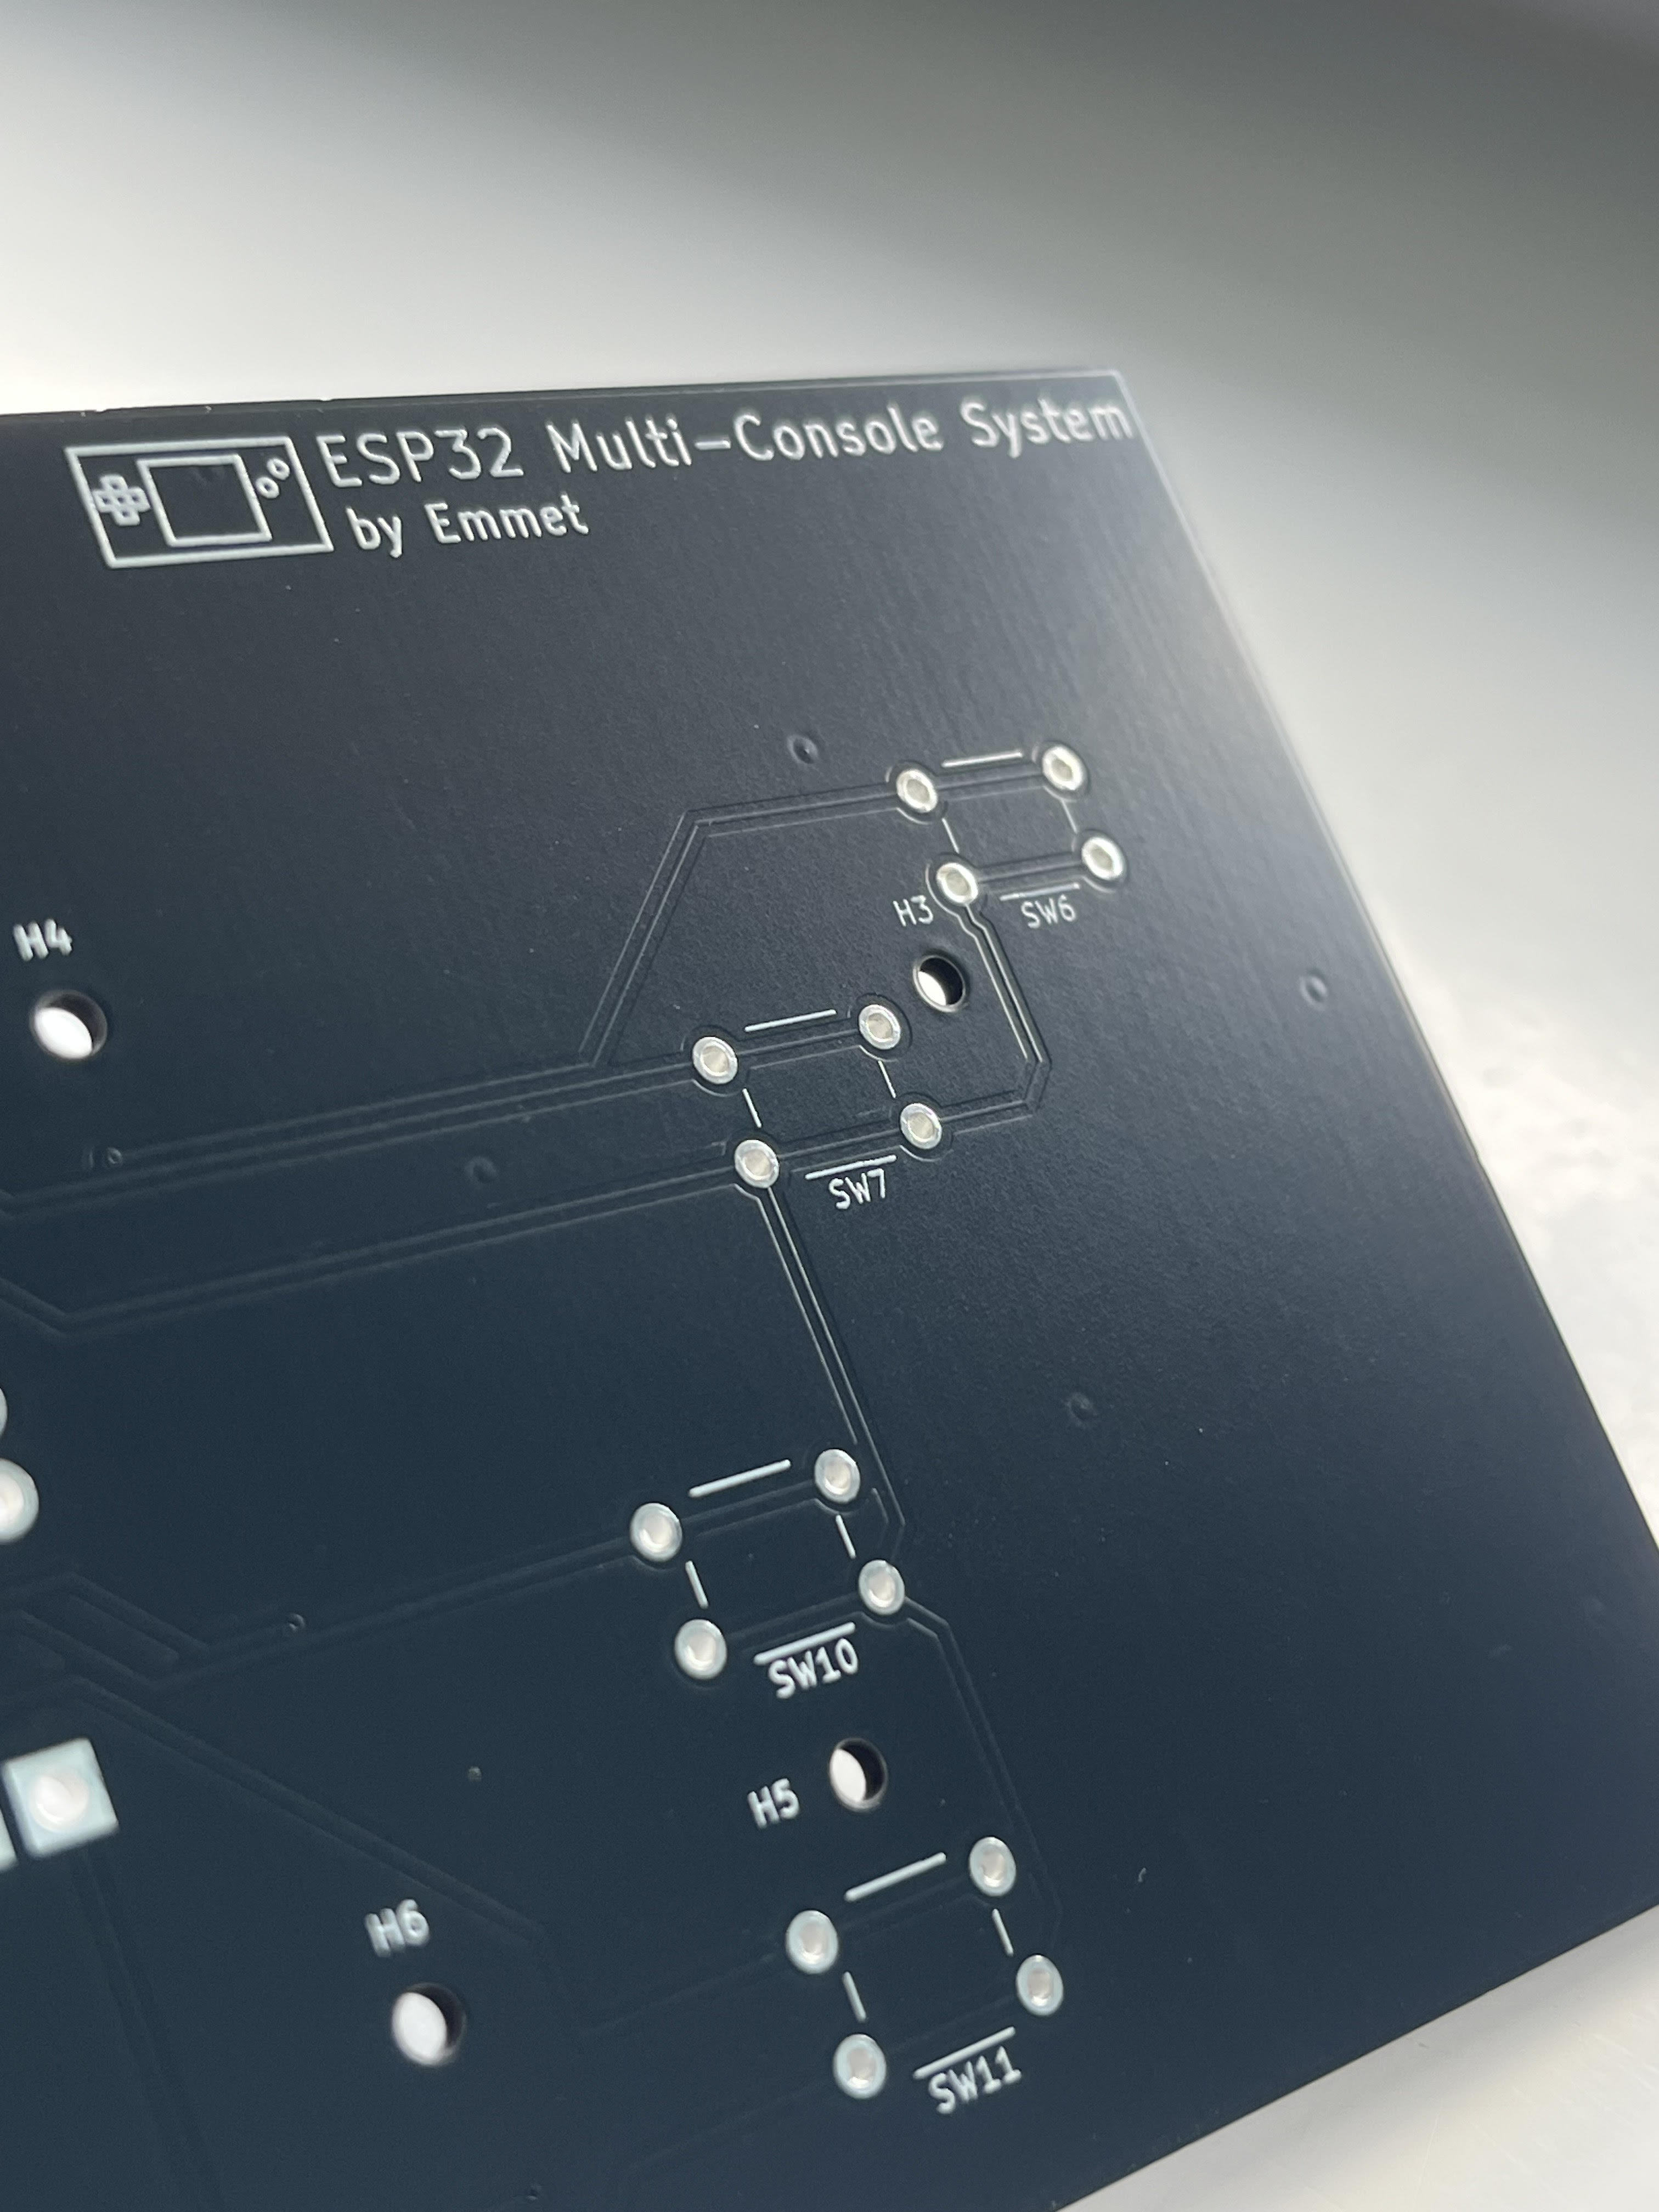 ESP32 Multi-Console System
by Emmet
H4
H3
SW6
SW7
SW10
H5
H6
SW11